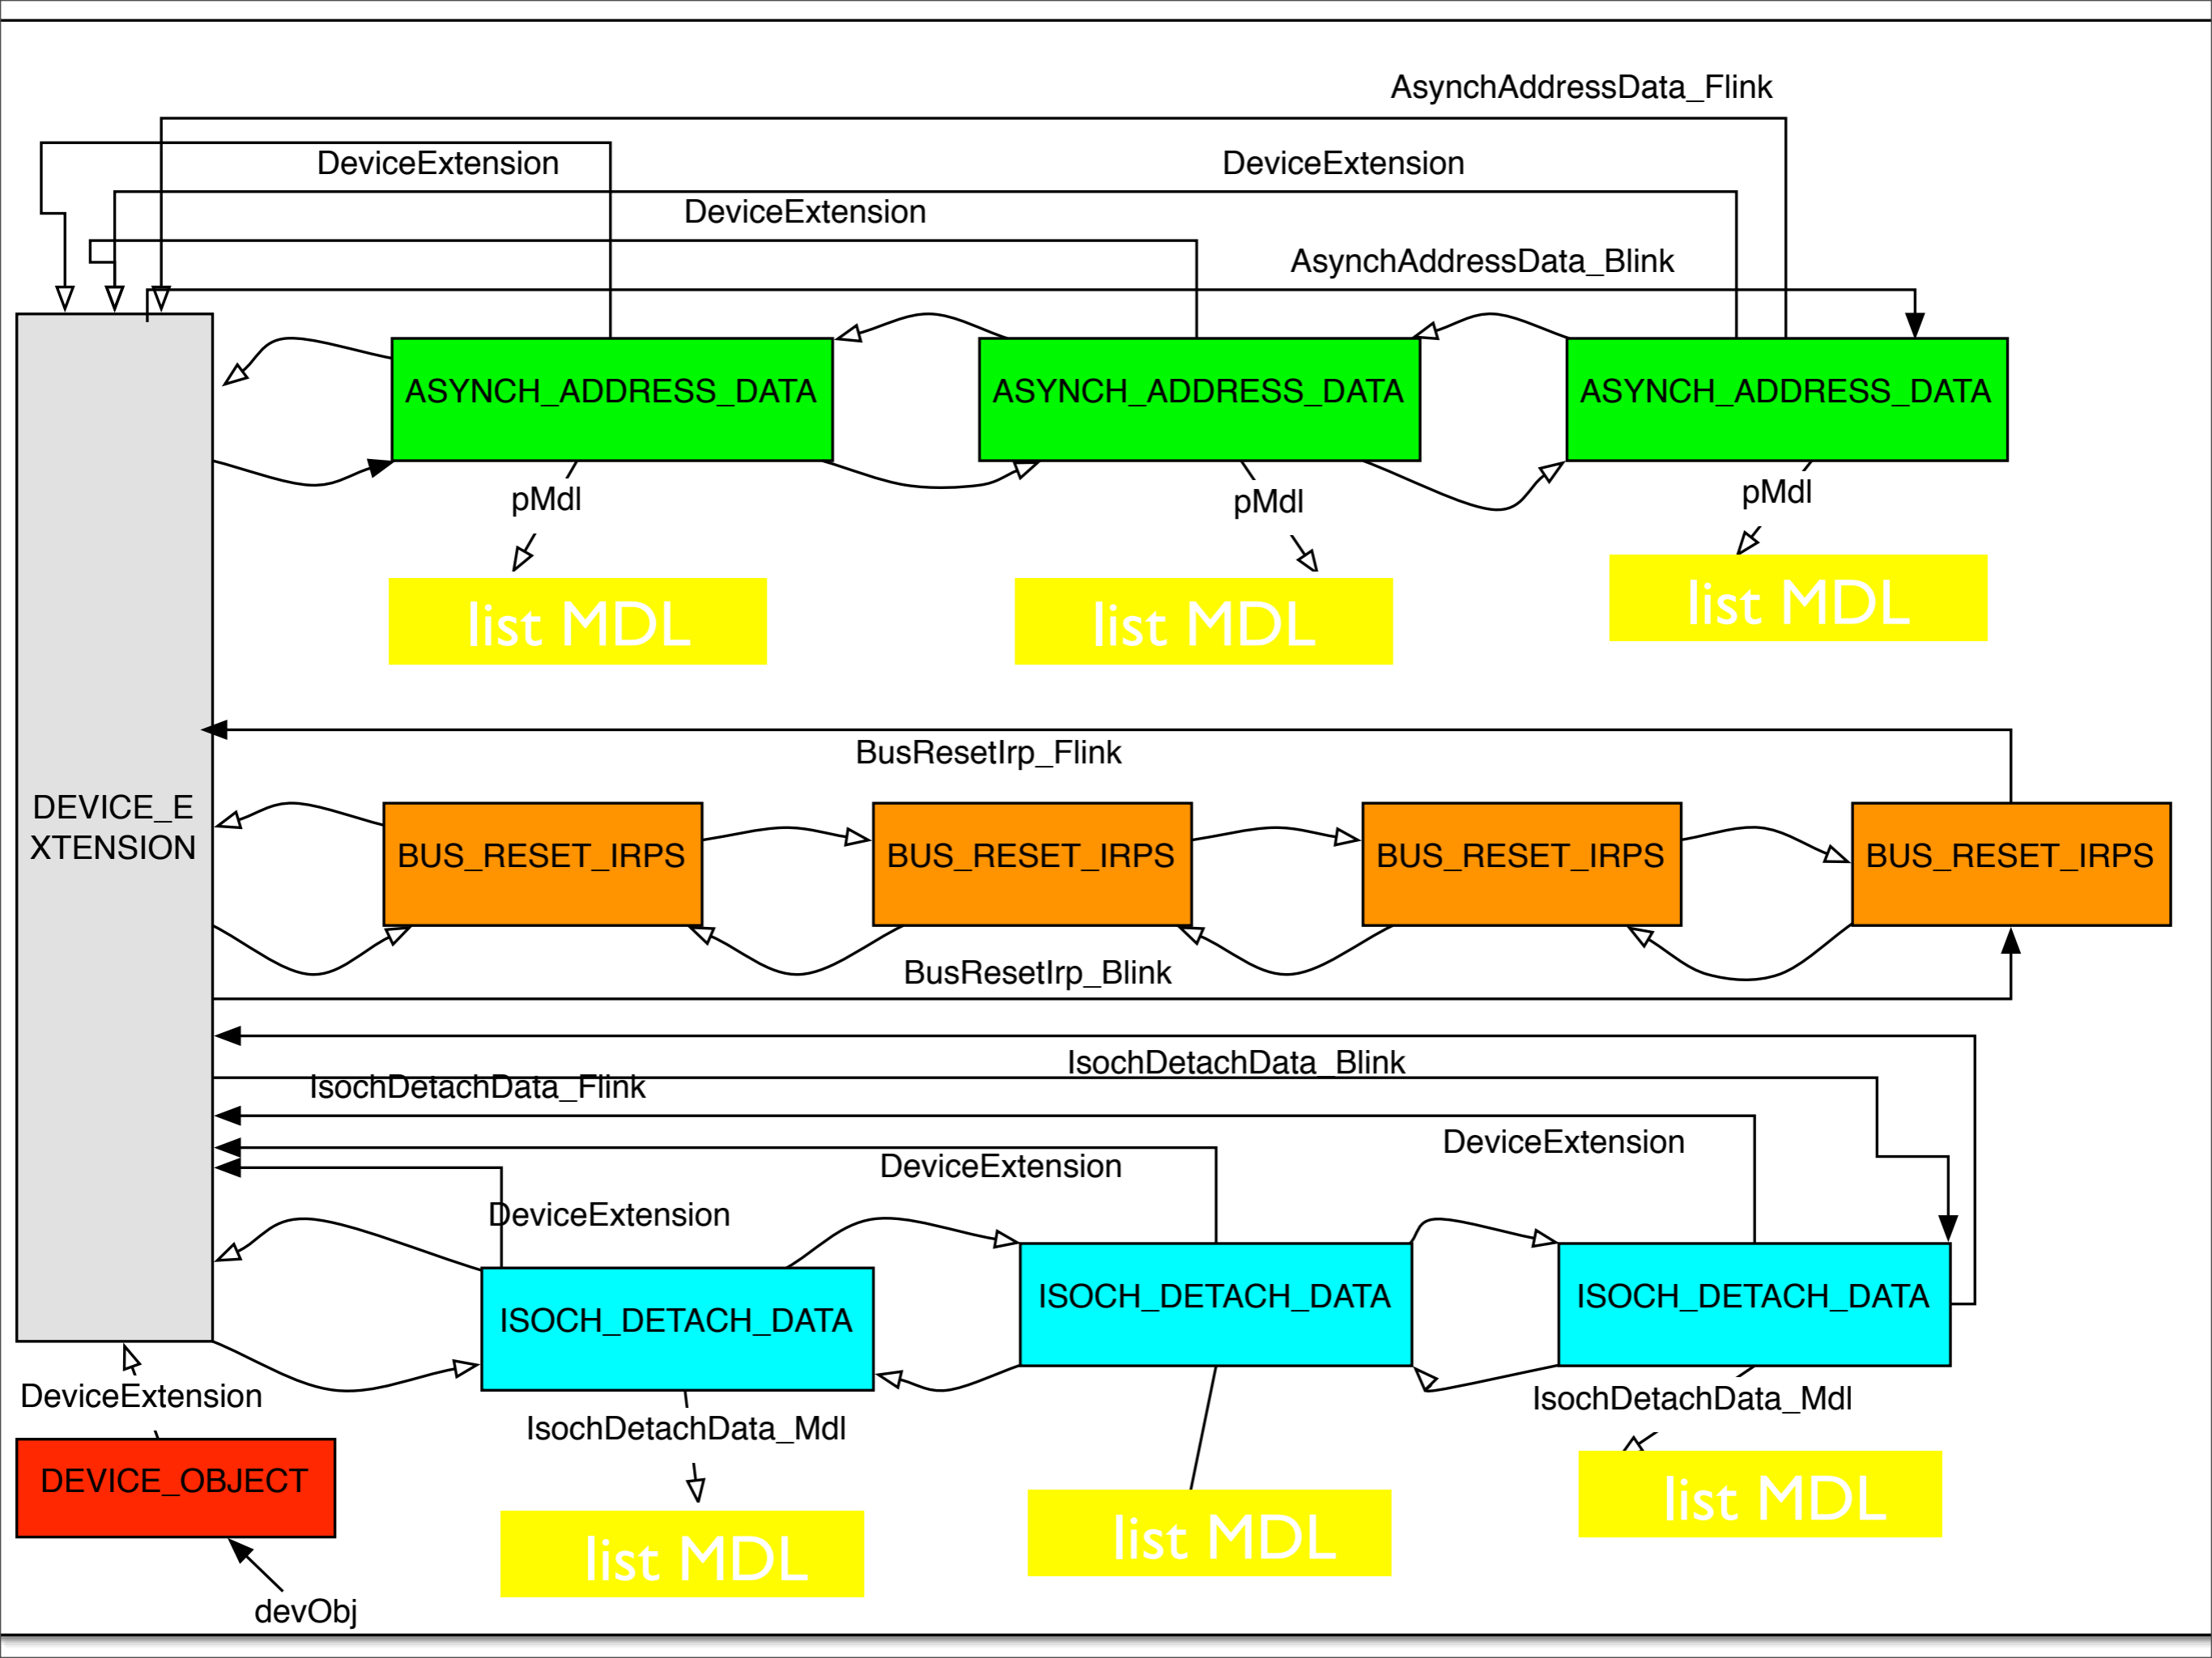 AsynchAddressData_Flink
DeviceExtension
DeviceExtension
DeviceExtension
AsynchAddressData_Blink
ASYNCH_ADDRESS_DATA
ASYNCH_ADDRESS_DATA
ASYNCH_ADDRESS_DATA
pMdl
pMdl
pMdl
list MDL
list MDL
list MDL
BusResetIrp_Flink
DEVICE_E
XTENSION
BUS_RESET_IRPS
BUS_RESET_IRPS
BUS_RESET_IRPS
BUS_RESET_IRPS
BusResetIrp_Blink
IsochDetachData_Blink
IsochDetachData_Flink
DeviceExtension
DeviceExtension
DeviceExtension
ISOCH_DETACH_DATA
ISOCH_DETACH_DATA
ISOCH_DETACH_DATA
DeviceExtension
IsochDetachData_Mdl
IsochDetachData_Mdl
DEVICE_OBJECT
list MDL
list MDL
list MDL
devObj